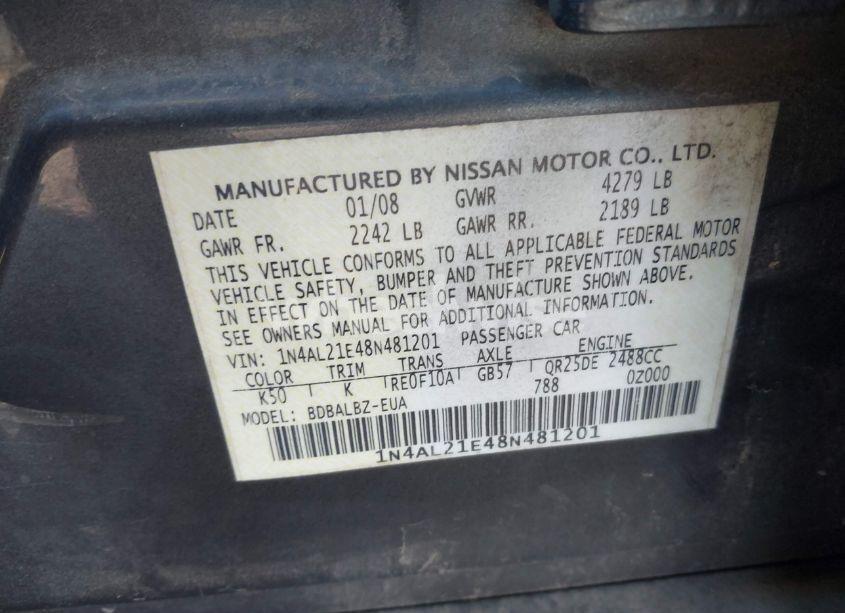 MANUFACTURED BY NISSAN MOTOR CO., LTD.
DATE 01/08 GVWR 4279 LB
GAWR FR. 2242 LB GAWR RR. 2189 LB
THIS VEHICLE CONFORMS TO ALL APPLICABLE FEDERAL MOTOR
VEHICLE SAFETY, BUMPER AND THEFT PREVENTION STANDARDS
IN EFFECT ON THE DATE OF MANUFACTURE SHOWN ABOVE.
SEE OWNERS MANUAL FOR ADDITIONAL INFORMATION.
VIN: 1N4AL21E48N481201 PASSENGER CAR
COLOR TRIM TRANS AXLE ENGINE
K50 K RE0F10A GB57 QR25DE 2488CC
MODEL: BDBALBZ-EUA 788 0Z000
1N4AL21E48N481201